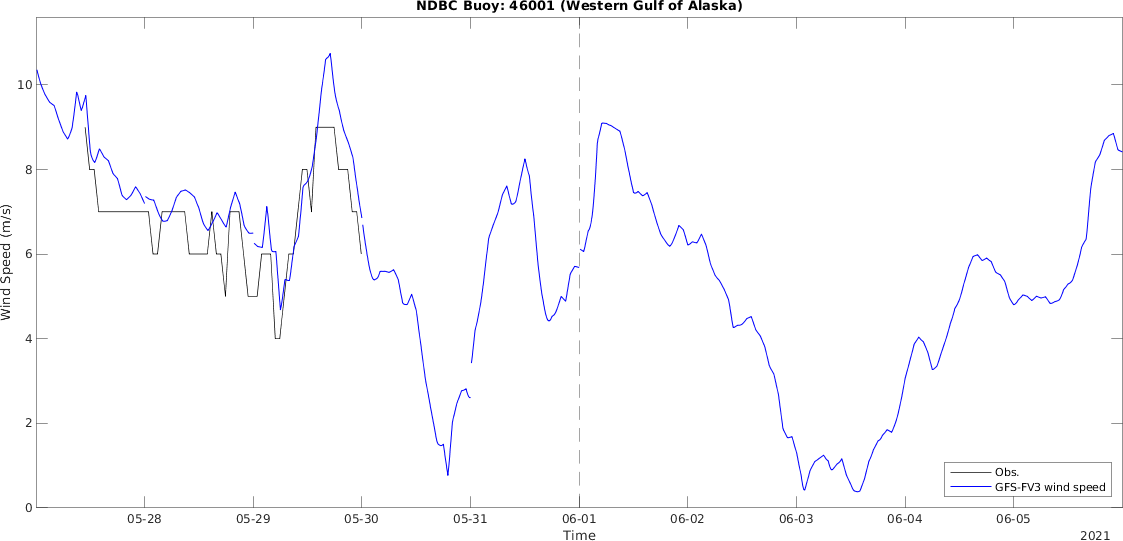 NDBC Buoy: 46001 (Western Gulf of Alaska)
10
8
6
4
2
0
Wind Speed (m/s)
Obs.
GFS-FV3 wind speed
05-28 05-29 05-30 05-31 06-01 06-02 06-03 06-04 06-05
Time
2021